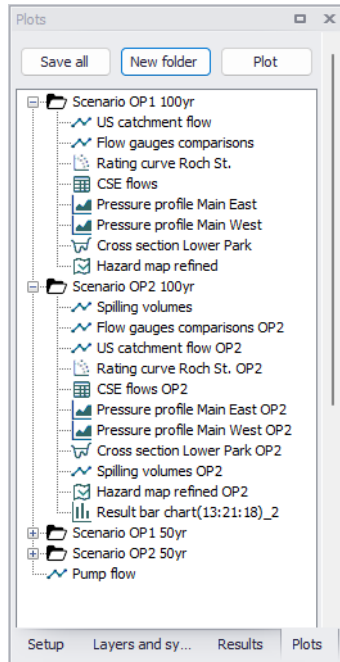 Plots
Save all New folder Plot
Scenario OP1 100yr
US catchment flow
Flow gauges comparisons
Rating curve Roch St.
CSE flows
Pressure profile Main East
Pressure profile Main West
Cross section Lower Park
Hazard map refined
Scenario OP2 100yr
Spilling volumes
Flow gauges comparisons OP2
US catchment flow OP2
Rating curve Roch St. OP2
CSE flows OP2
Pressure profile Main East OP2
Pressure profile Main West OP2
Cross section Lower Park OP2
Spilling volumes OP2
Hazard map refined OP2
Result bar chart(13:21:18)_2
Scenario OP1 50yr
Scenario OP2 50yr
Pump flow
Setup Layers and sy... Results Plots